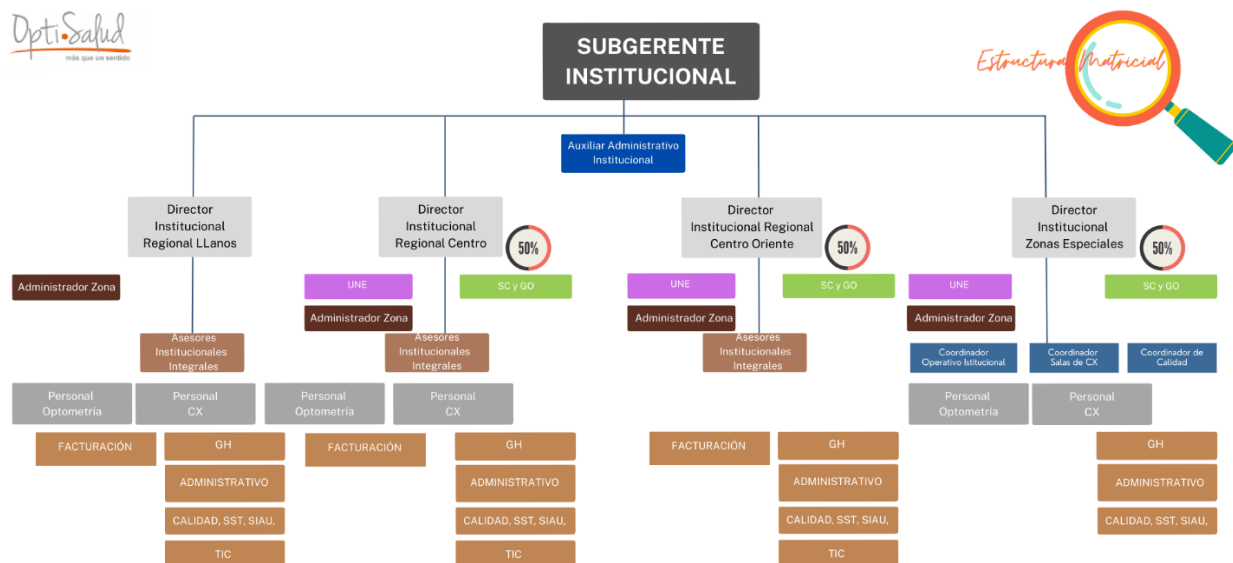 Opti Salud
más que un sentido
SUBGERENTE
INSTITUCIONAL
Estructura Matricial
Auxiliar Administrativo
Institucional
Director
Institucional
Regional LLanos
Director
Institucional
Regional Centro
50%
Director
Institucional Regional
Centro Oriente
50%
Director
Institucional
Zonas Especiales
50%
Administrador Zona
UNE
SC y GO
Administrador Zona
UNE
SC y GO
Administrador Zona
UNE
SC y GO
Administrador Zona
Asesores
Institucionales
Integrales
Asesores
Institucionales
Integrales
Asesores
Institucionales
Integrales
Coordinador
Operativo Istitucional
Coordinador
Salas de CX
Coordinador de
Calidad
Personal
Optometría
Personal
CX
Personal
Optometría
Personal
CX
Personal
Optometría
Personal
CX
FACTURACIÓN
GH
FACTURACIÓN
GH
FACTURACIÓN
GH
GH
ADMINISTRATIVO
ADMINISTRATIVO
ADMINISTRATIVO
ADMINISTRATIVO
CALIDAD, SST, SIAU,
CALIDAD, SST, SIAU,
CALIDAD, SST, SIAU,
CALIDAD, SST, SIAU,
TIC
TIC
TIC